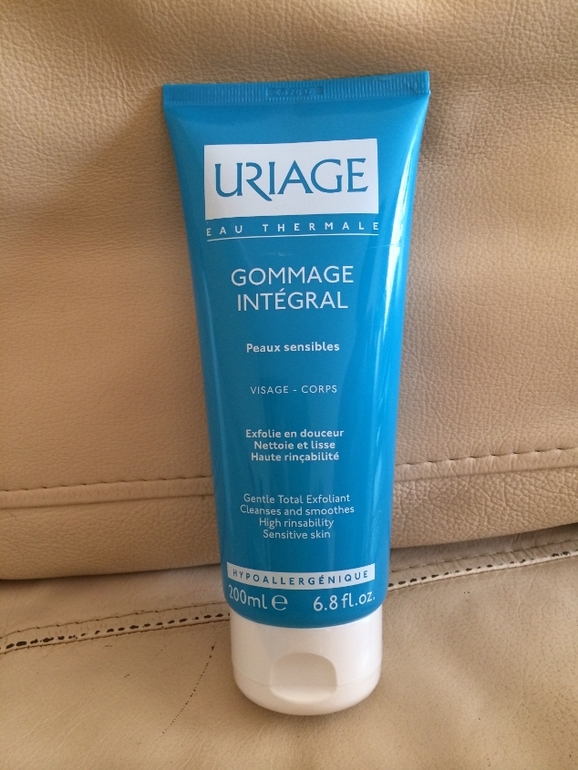 URIAGE
EAU THERMALE
GOMMAGE
INTÉGRAL
Peaux sensibles
VISAGE - CORPS
Exfolie en douceur
Nettoie et lisse
Haute rinçabilité
Gentle Total Exfoliant
Cleanses and smoothes
High rinsability
Sensitive skin
HYPOALLERGÉNIQUE
200ml ℮ 6.8 fl.oz.